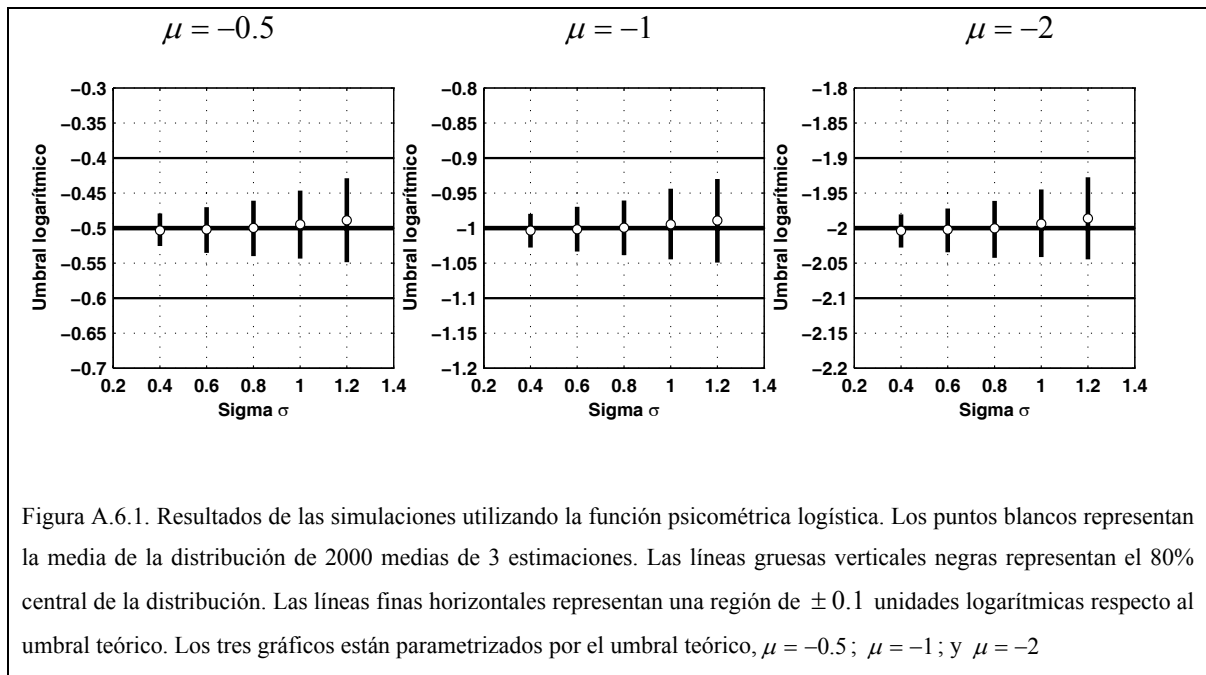 μ = −0.5
μ = −1
μ = −2
−0.3
−0.35
−0.4
−0.45
−0.5
−0.55
−0.6
−0.65
−0.7
Umbral logarítmico
0.2 0.4 0.6 0.8 1 1.2 1.4
Sigma σ
−0.8
−0.85
−0.9
−0.95
−1
−1.05
−1.1
−1.15
−1.2
Umbral logarítmico
0.2 0.4 0.6 0.8 1 1.2 1.4
Sigma σ
−1.8
−1.85
−1.9
−1.95
−2
−2.05
−2.1
−2.15
−2.2
Umbral logarítmico
0.2 0.4 0.6 0.8 1 1.2 1.4
Sigma σ
Figura A.6.1. Resultados de las simulaciones utilizando la función psicométrica logística. Los puntos blancos representan
la media de la distribución de 2000 medias de 3 estimaciones. Las líneas gruesas verticales negras representan el 80%
central de la distribución. Las líneas finas horizontales representan una región de ± 0.1 unidades logarítmicas respecto al
umbral teórico. Los tres gráficos están parametrizados por el umbral teórico, μ = −0.5 ; μ = −1 ; y μ = −2